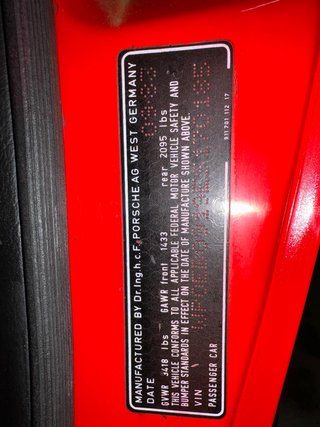 MANUFACTURED BY Dr.Ing.h.c.F.PORSCHE AG WEST GERMANY
DATE
GVWR 3418 lbs GAWR front 1433 rear 2095 lbs
THIS VEHICLE CONFORMS TO ALL APPLICABLE FEDERAL MOTOR VEHICLE SAFETY AND
BUMPER STANDARDS IN EFFECT ON THE DATE OF MANUFACTURE SHOWN ABOVE.
VIN
PASSENGER CAR
911 701 112 17